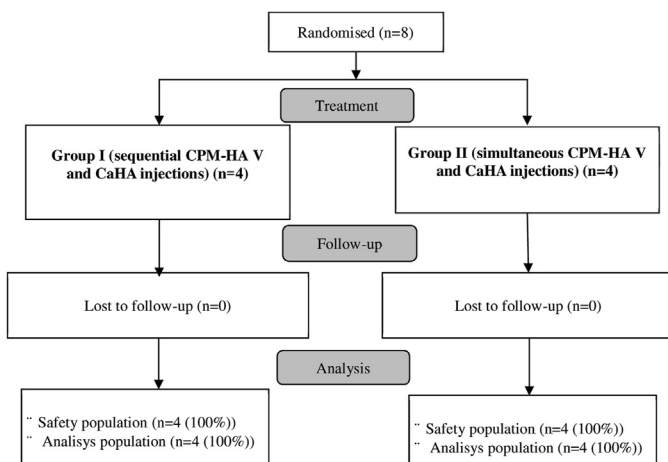 Randomised (n=8)
Treatment
Group I (sequential CPM-HA V
and CaHA injections) (n=4)
Group II (simultaneous CPM-HA V
and CaHA injections) (n=4)
Follow-up
Lost to follow-up (n=0)
Lost to follow-up (n=0)
Analysis
¨ Safety population (n=4 (100%))
¨ Analisys population (n=4 (100%))
¨ Safety population (n=4 (100%))
¨ Analisys population (n=4 (100%))